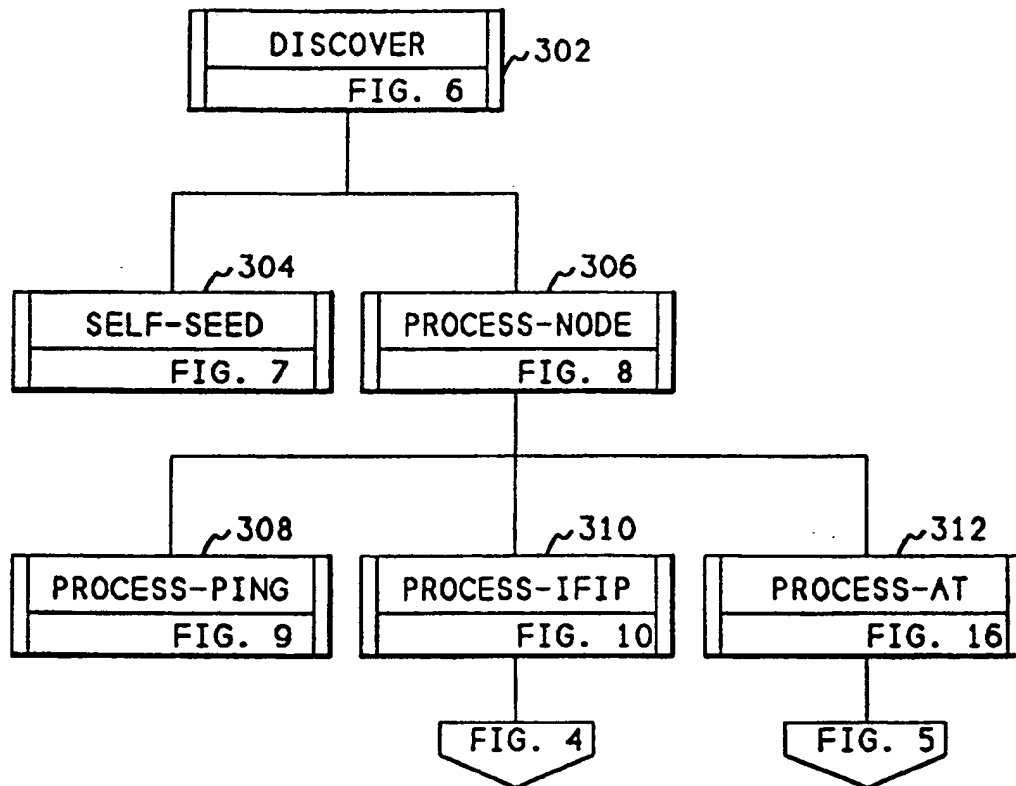 DISCOVER
302
FIG. 6
304
306
SELF-SEED
PROCESS-NODE
FIG. 7
FIG. 8
308
310
312
PROCESS-PING
PROCESS-IFIP
PROCESS-AT
FIG. 9
FIG. 10
FIG. 16
FIG. 4
FIG. 5